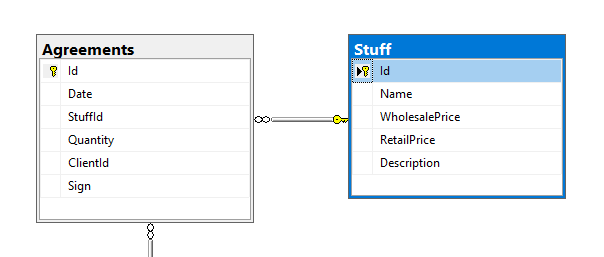 Agreements
Id
Date
StuffId
Quantity
ClientId
Sign
Stuff
Id
Name
WholesalePrice
RetailPrice
Description